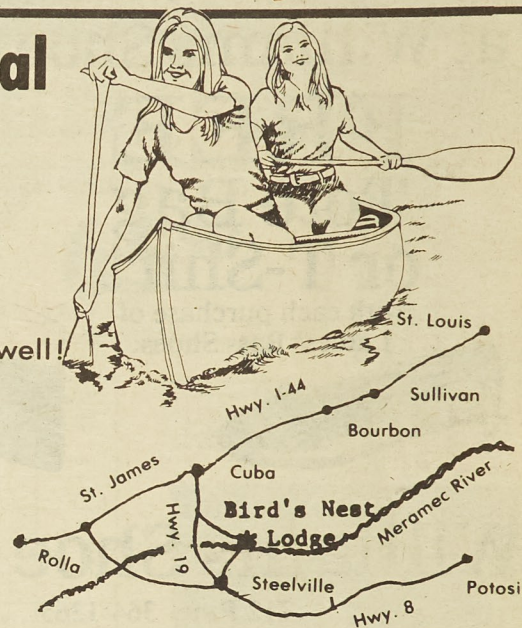 al
well!
St. Louis
Hwy. I-44
Sullivan
Bourbon
St. James
Cuba
Bird's Nest
Lodge
Meramec River
Hwy. 19
Rolla
Steelville
Potosi
Hwy. 8